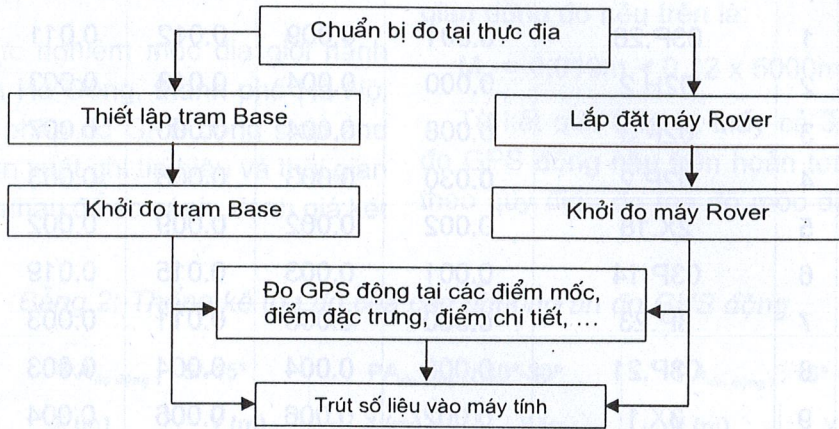 Chuẩn bị đo tại thực địa
Thiết lập trạm Base
Lắp đặt máy Rover
Khởi đo trạm Base
Khởi đo máy Rover
Đo GPS động tại các điểm mốc,
điểm đặc trưng, điểm chi tiết, ...
Trút số liệu vào máy tính